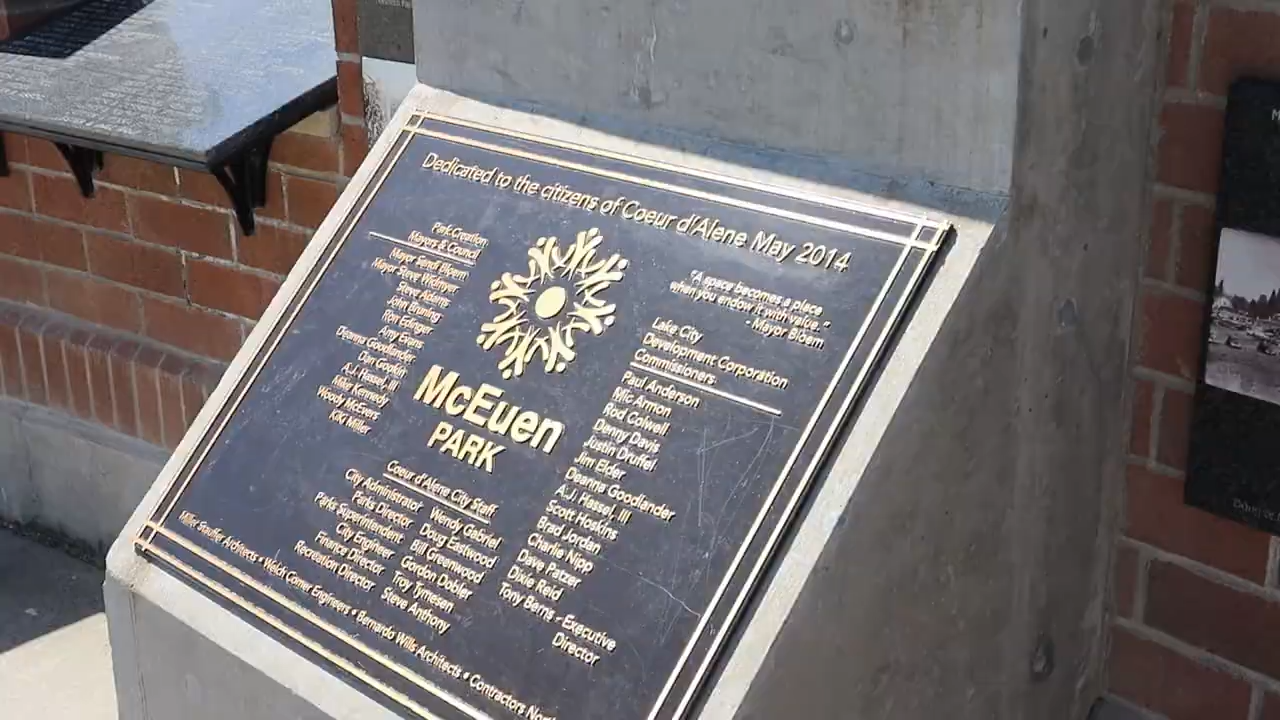 Dedicated to the citizens of Coeur d'Alene May 2014
Park Creation
Mayors & Council
Mayor Sandi Bloem
Mayor Steve Widmyer
Steve Adams
John Bruning
Ron Edinger
Amy Evans
Deanna Goodlander
Dan Gookin
A.J. Hassel, III
Mike Kennedy
Woody McEvers
Kiki Miller
McEuen
PARK
"A space becomes a place
when you endow it with value."
- Mayor Bloem
Lake City
Development Corporation
Commissioners
Paul Anderson
Mic Armon
Rod Colwell
Denny Davis
Justin Druffel
Jim Elder
Deanna Goodlander
A.J. Hassel, III
Scott Hoskins
Brad Jordan
Charlie Nipp
Dave Patzer
Dixie Reid
Tony Berns - Executive
Director
Coeur d'Alene City Staff
City Administrator Wendy Gabriel
Parks Director Doug Eastwood
Parks Superintendent Bill Greenwood
City Engineer Gordon Dobler
Finance Director Troy Tymesen
Recreation Director Steve Anthony
Miller Stauffer Architects • Welch Comer Engineers • Bernardo Wills Architects • Contractors